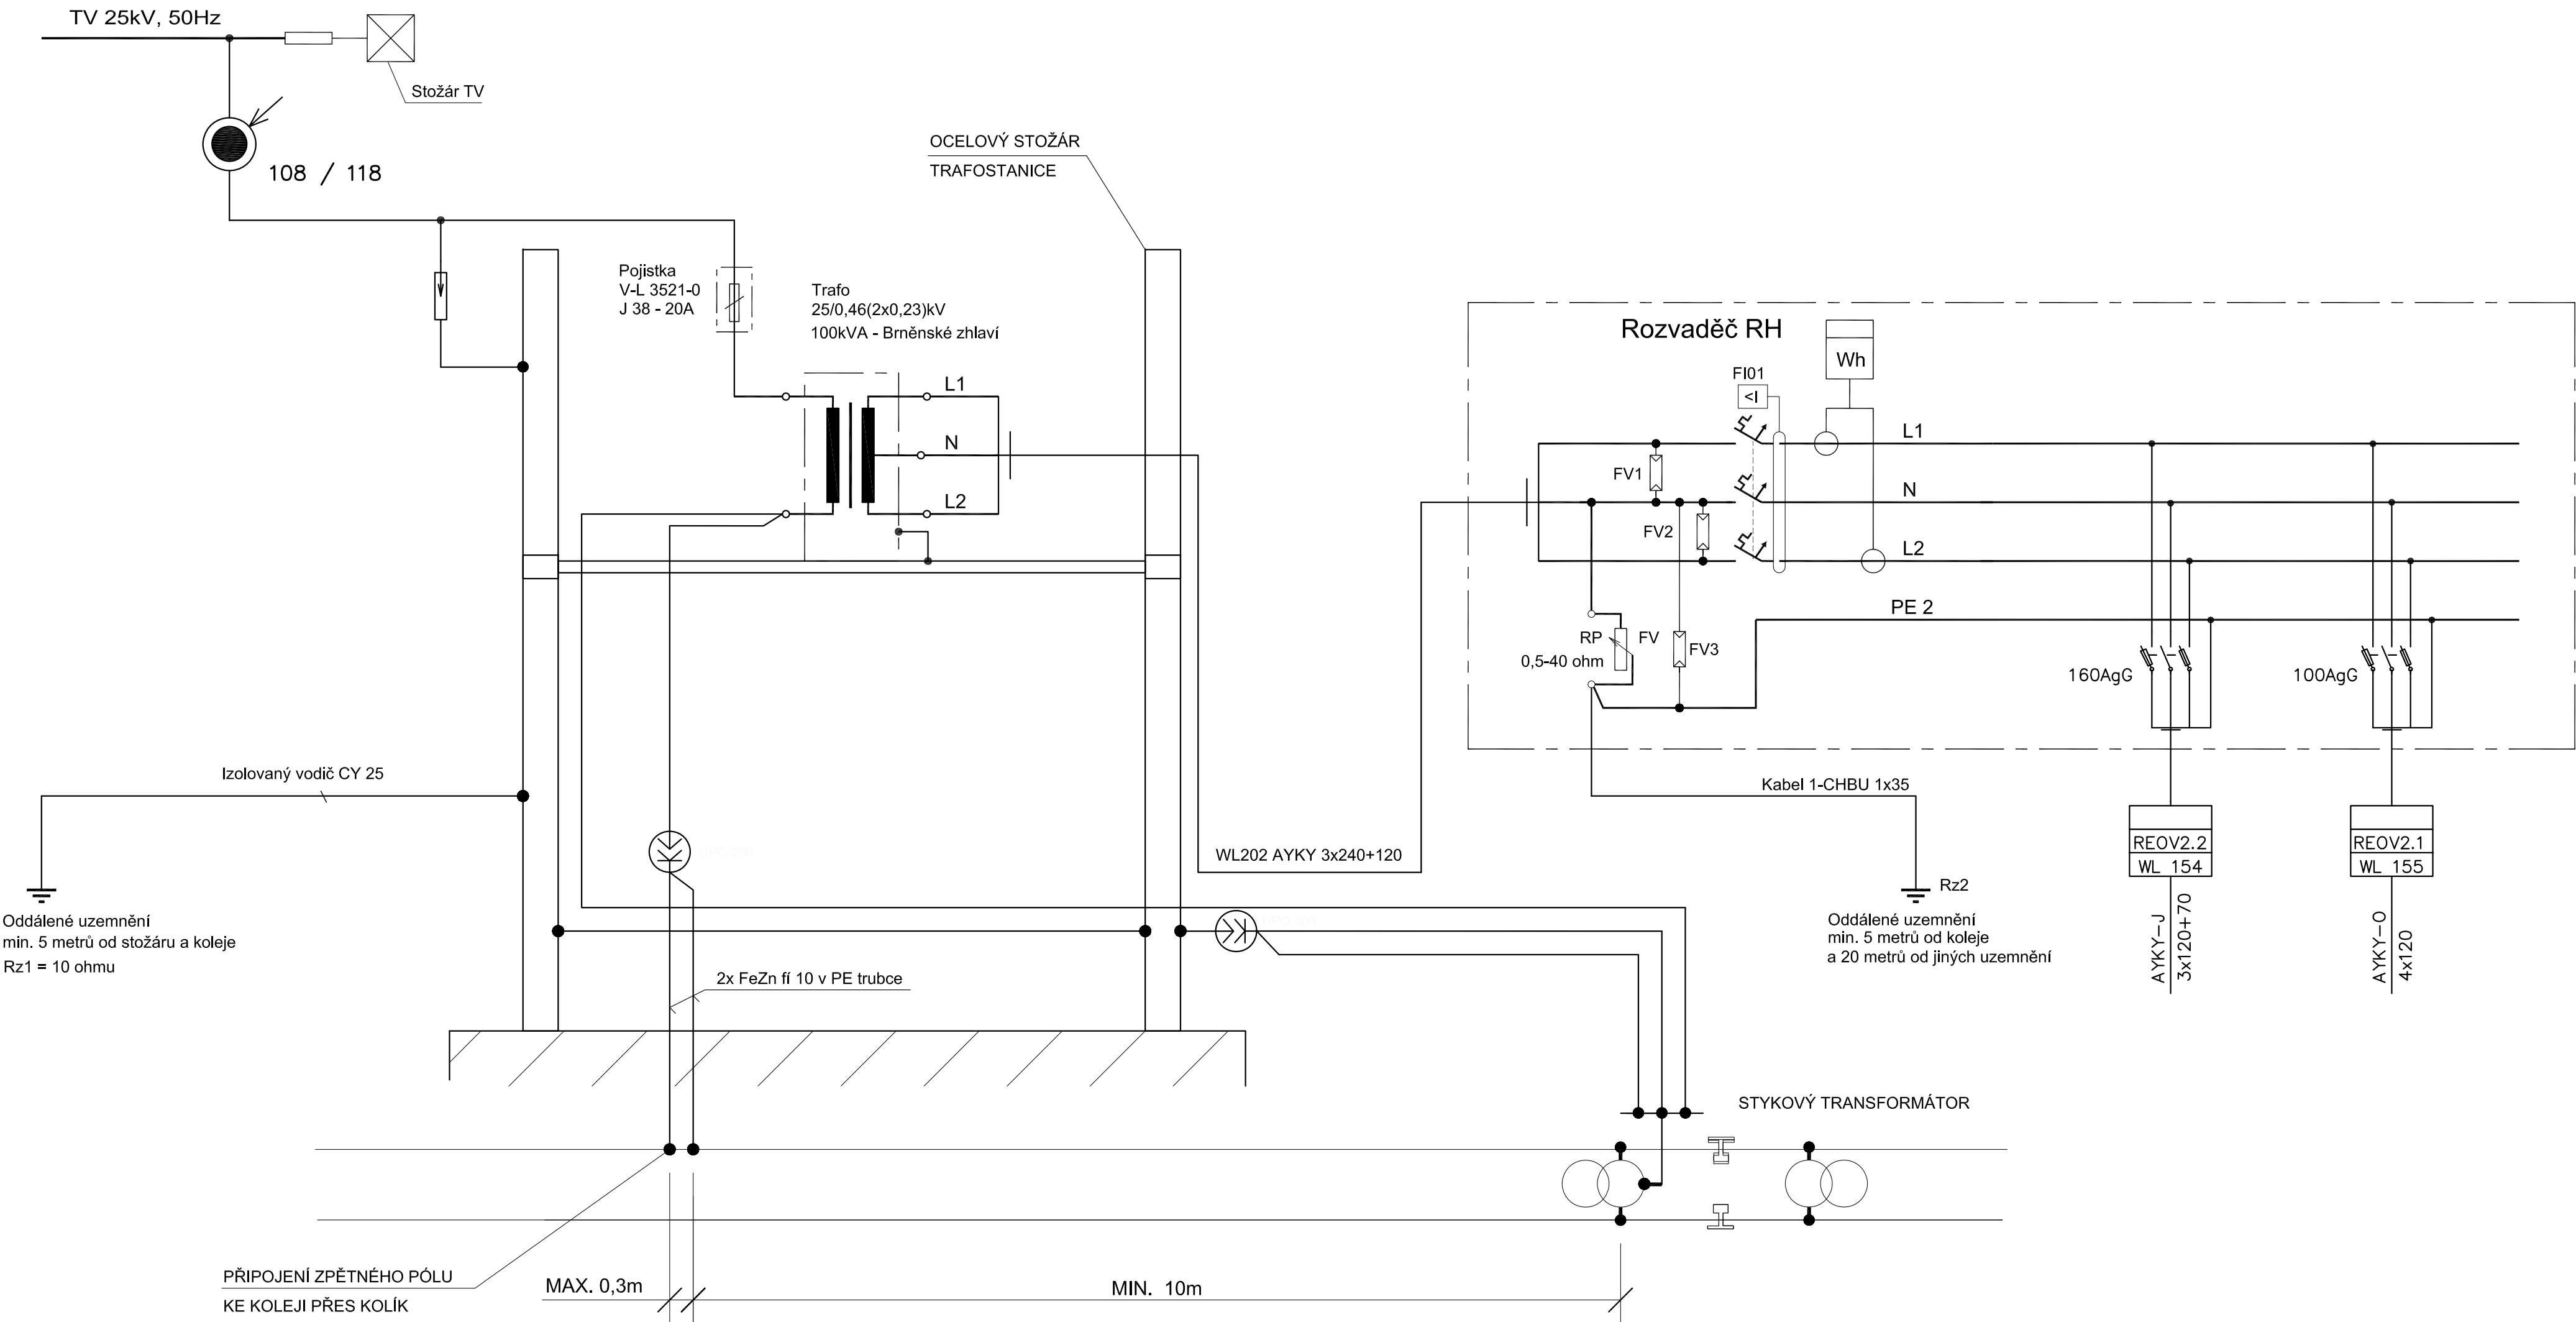 TV 25kV, 50Hz
Stožár TV
108 / 118
OCELOVÝ STOŽÁR
TRAFOSTANICE
Pojistka
V-L 3521-0
J 38 - 20A
Trafo
25/0,46(2x0,23)kV
100kVA - Brněnské zhlaví
L1
N
L2
Rozvaděč RH
Wh
FI01
<I
L1
FV1
N
FV2
L2
PE 2
RP
FV
FV3
0,5-40 ohm
160AgG
100AgG
Izolovaný vodič CY 25
Kabel 1-CHBU 1x35
WL202 AYKY 3x240+120
REOV2.2
WL 154
REOV2.1
WL 155
AYKY-J
3x120+70
AYKY-O
4x120
Rz2
Oddálené uzemnění
min. 5 metrů od koleje
a 20 metrů od jiných uzemnění
Oddálené uzemnění
min. 5 metrů od stožáru a koleje
Rz1 = 10 ohmu
2x FeZn fí 10 v PE trubce
STYKOVÝ TRANSFORMÁTOR
PŘIPOJENÍ ZPĚTNÉHO PÓLU
KE KOLEJI PŘES KOLÍK
MAX. 0,3m
MIN. 10m